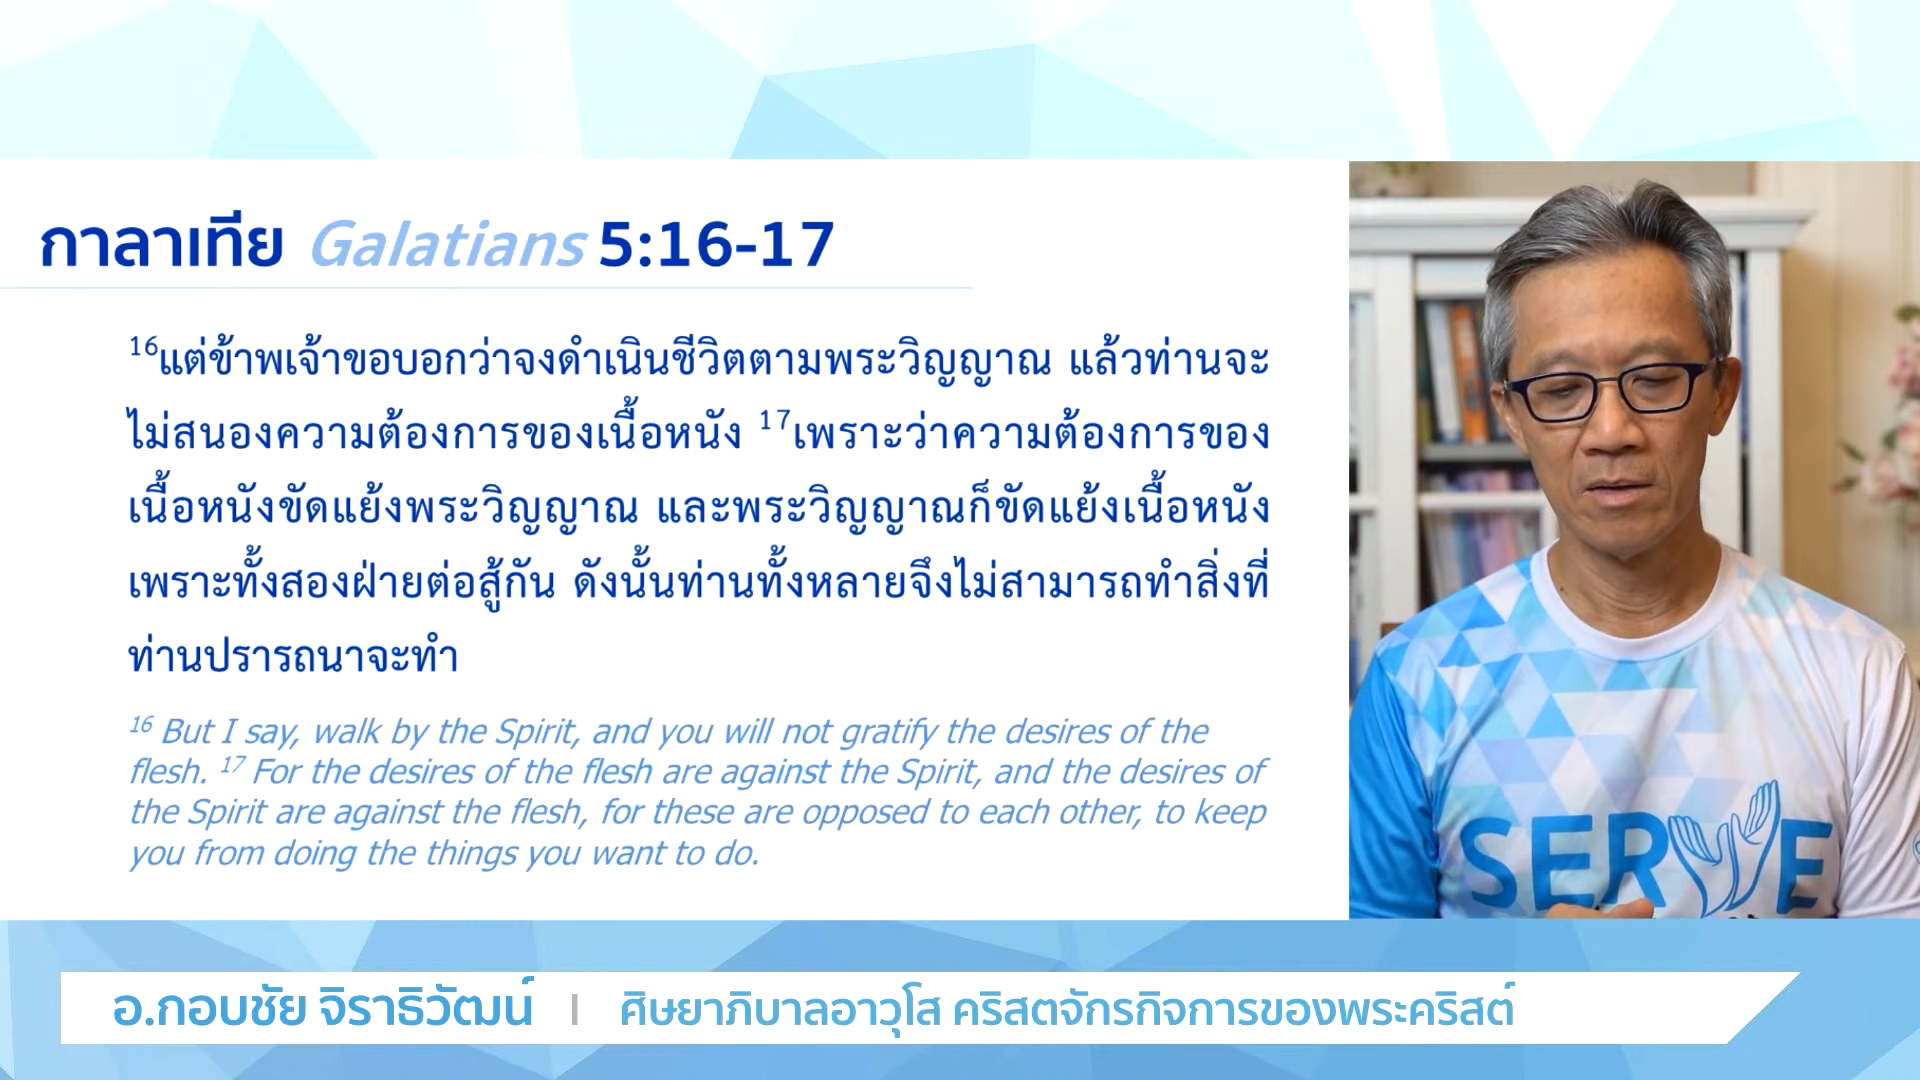 กาลาเทีย Galatians 5:16-17
16แต่ข้าพเจ้าขอบอกว่าจงดำเนินชีวิตตามพระวิญญาณ แล้วท่านจะ
ไม่สนองความต้องการของเนื้อหนัง 17เพราะว่าความต้องการของ
เนื้อหนังขัดแย้งพระวิญญาณ และพระวิญญาณก็ขัดแย้งเนื้อหนัง
เพราะทั้งสองฝ่ายต่อสู้กัน ดังนั้นท่านทั้งหลายจึงไม่สามารถทำสิ่งที่
ท่านปรารถนาจะทำ
16 But I say, walk by the Spirit, and you will not gratify the desires of the
flesh. 17 For the desires of the flesh are against the Spirit, and the desires of
the Spirit are against the flesh, for these are opposed to each other, to keep
you from doing the things you want to do.
SERVE
อ.กอบชัย จิราธิวัฒน์ | ศิษยาภิบาลอาวุโส คริสตจักรกิจการของพระคริสต์